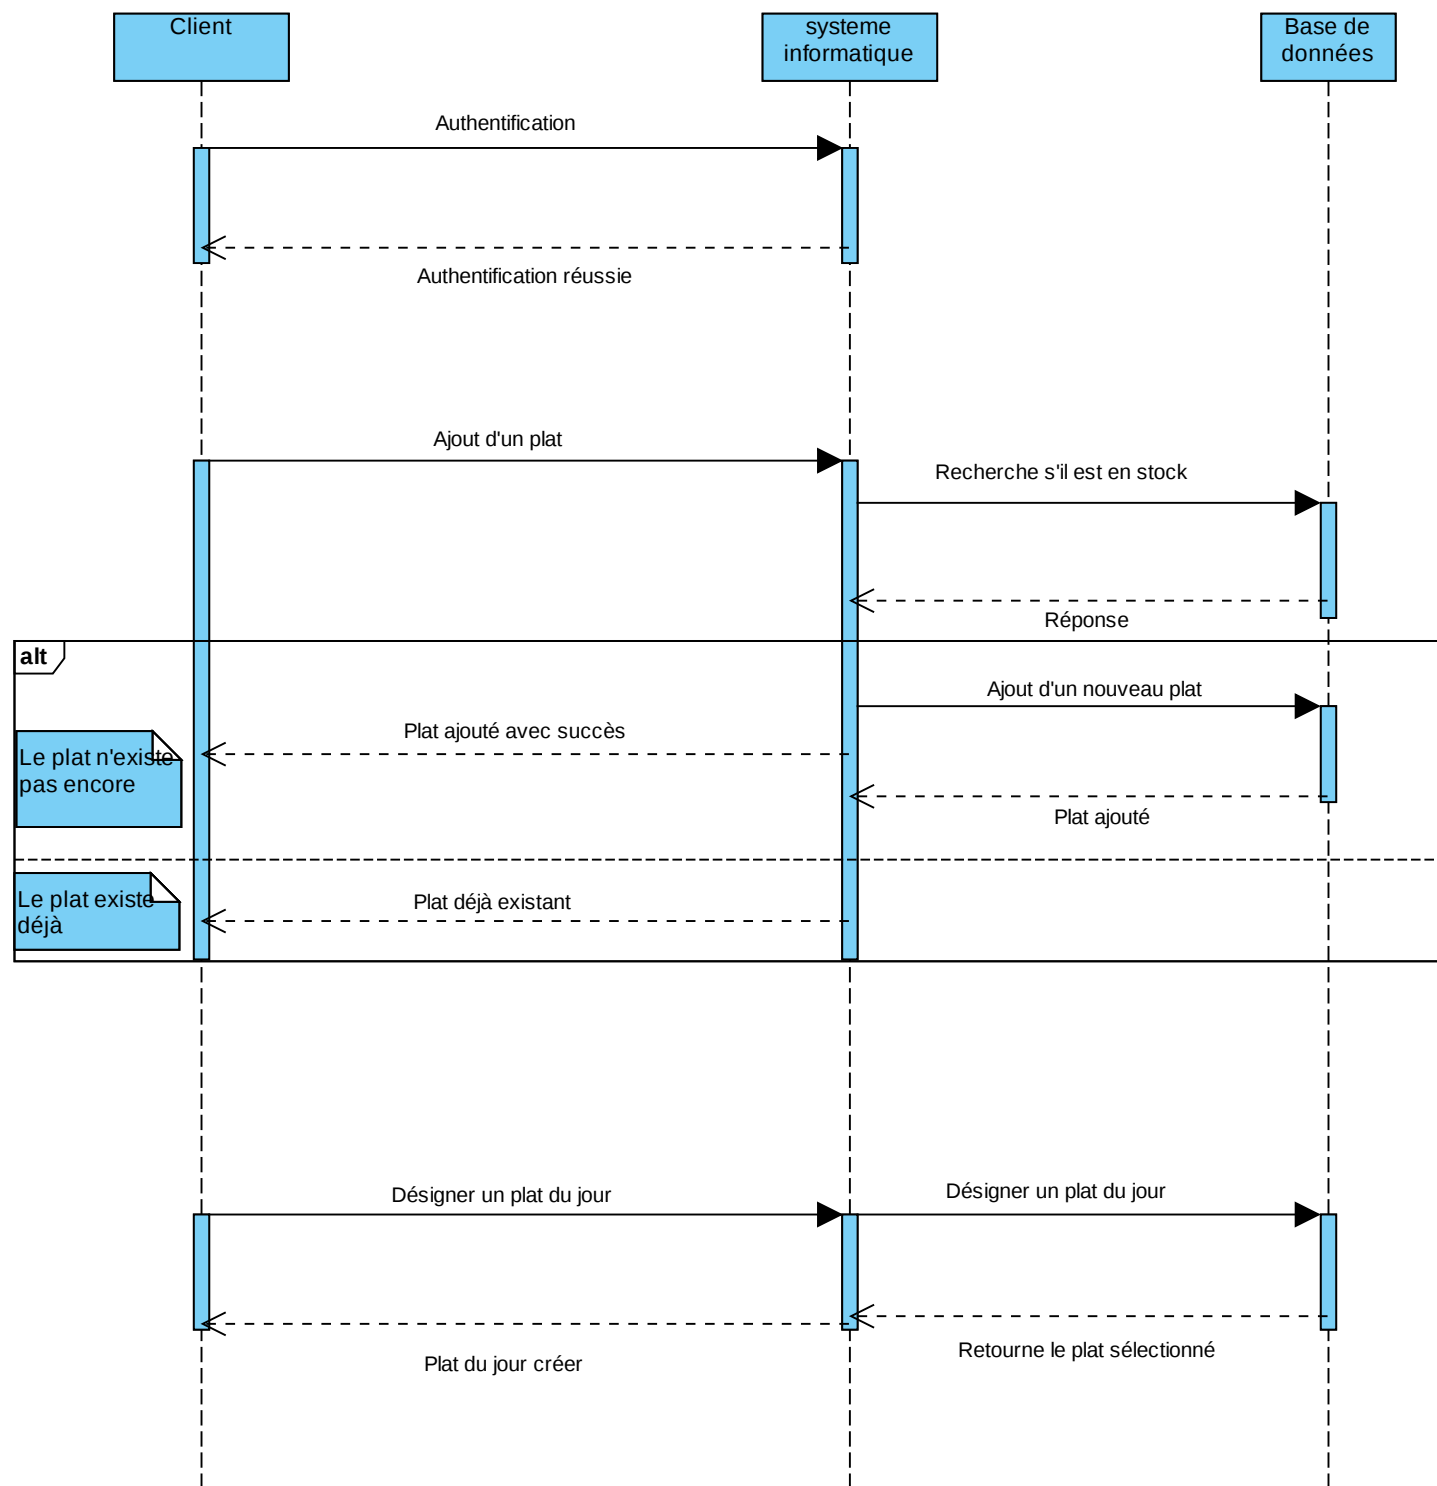 Client
systeme
informatique
Base de
données
Authentification
Authentification réussie
Ajout d'un plat
Recherche s'il est en stock
Réponse
alt
Ajout d'un nouveau plat
Plat ajouté avec succès
Le plat n'existe
pas encore
Plat ajouté
Le plat existe
déjà
Plat déjà existant
Désigner un plat du jour
Désigner un plat du jour
Retourne le plat sélectionné
Plat du jour créer